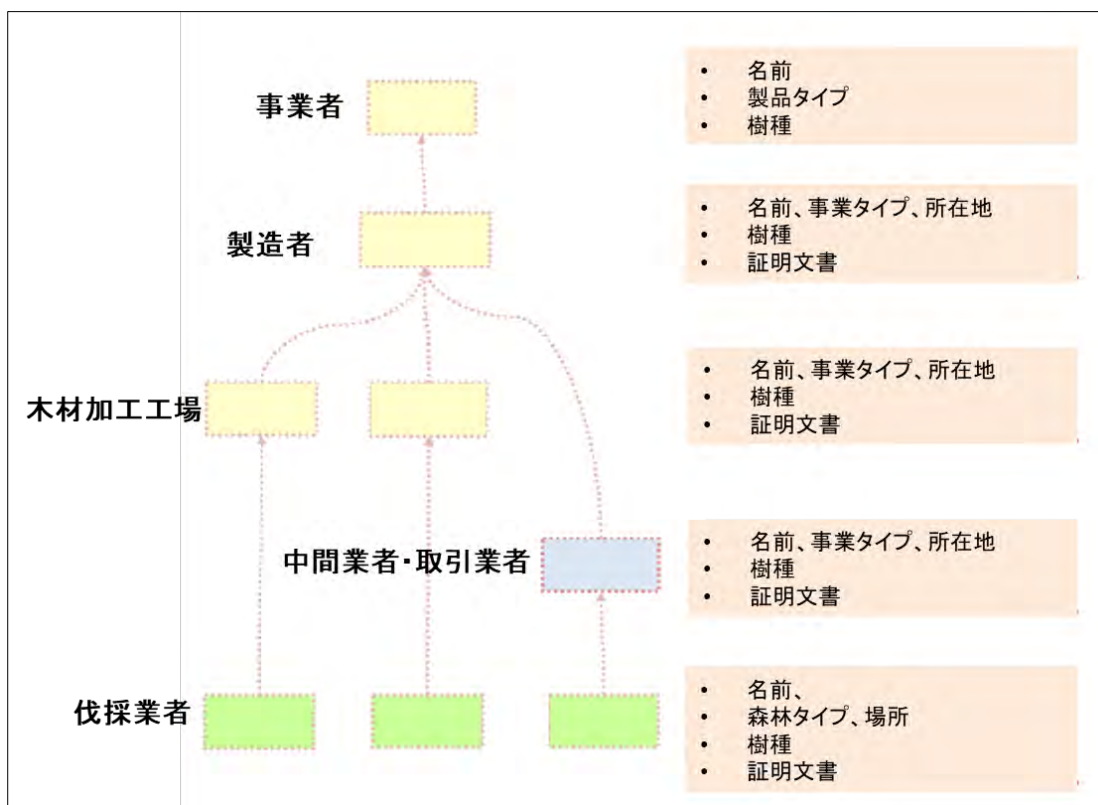 事業者
• 名前
• 製品タイプ
• 樹種
製造者
• 名前、事業タイプ、所在地
• 樹種
• 証明文書
木材加工工場
• 名前、事業タイプ、所在地
• 樹種
• 証明文書
中間業者・取引業者
• 名前、事業タイプ、所在地
• 樹種
• 証明文書
伐採業者
• 名前、
• 森林タイプ、場所
• 樹種
• 証明文書